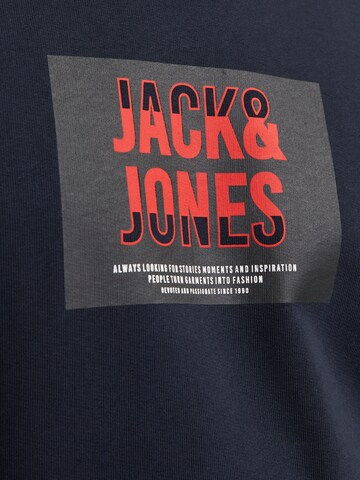 JACK&
JONES
ALWAYS LOOKING FOR STORIES MOMENTS AND INSPIRATION
PEOPLE TURN GARMENTS INTO FASHION
DEVOTED AND PASSIONATE SINCE 1990